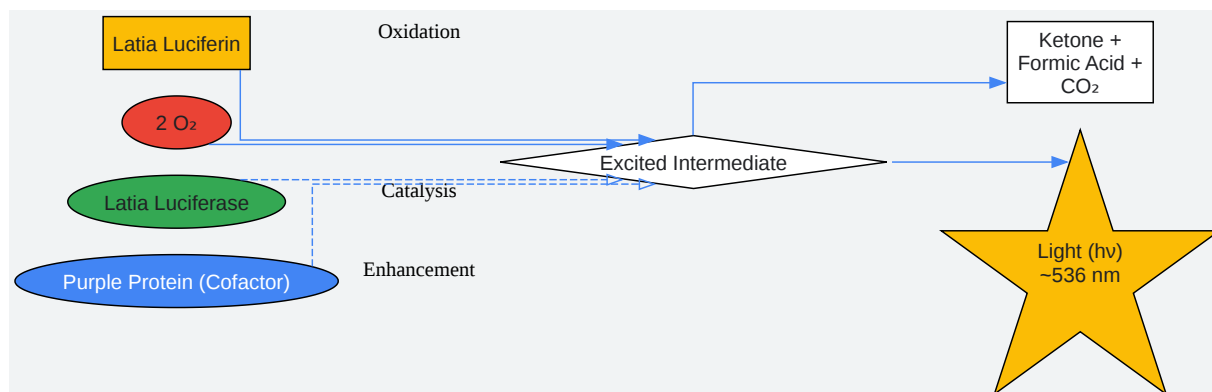 Latia Luciferin
Oxidation
2 O₂
Latia Luciferase
Catalysis
Purple Protein (Cofactor)
Enhancement
Excited Intermediate
Ketone +
Formic Acid +
CO₂
Light (hν)
~536 nm